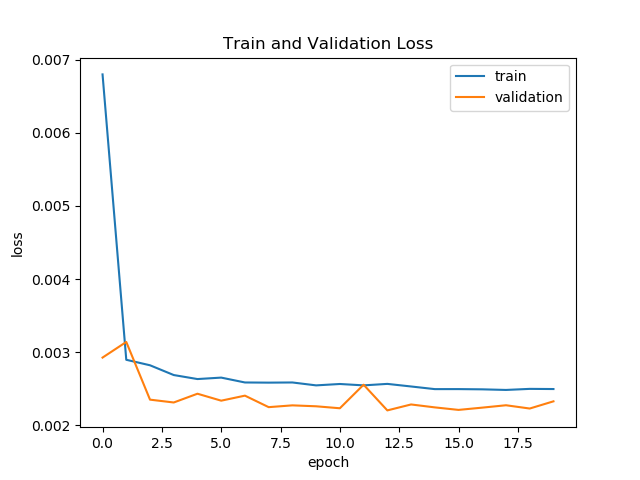 Train and Validation Loss
0.007
0.006
0.005
0.004
0.003
0.002
loss
train
validation
0.0 2.5 5.0 7.5 10.0 12.5 15.0 17.5
epoch